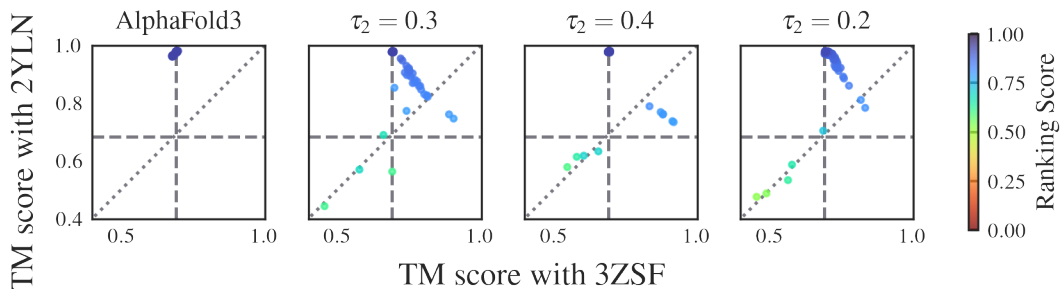 AlphaFold3
τ₂ = 0.3
τ₂ = 0.4
τ₂ = 0.2
TM score with 2YLN
1.0
0.8
0.6
0.4
0.5
1.0
0.5
1.0
0.5
1.0
0.5
1.0
TM score with 3ZSF
1.00
0.75
0.50
0.25
0.00
Ranking Score